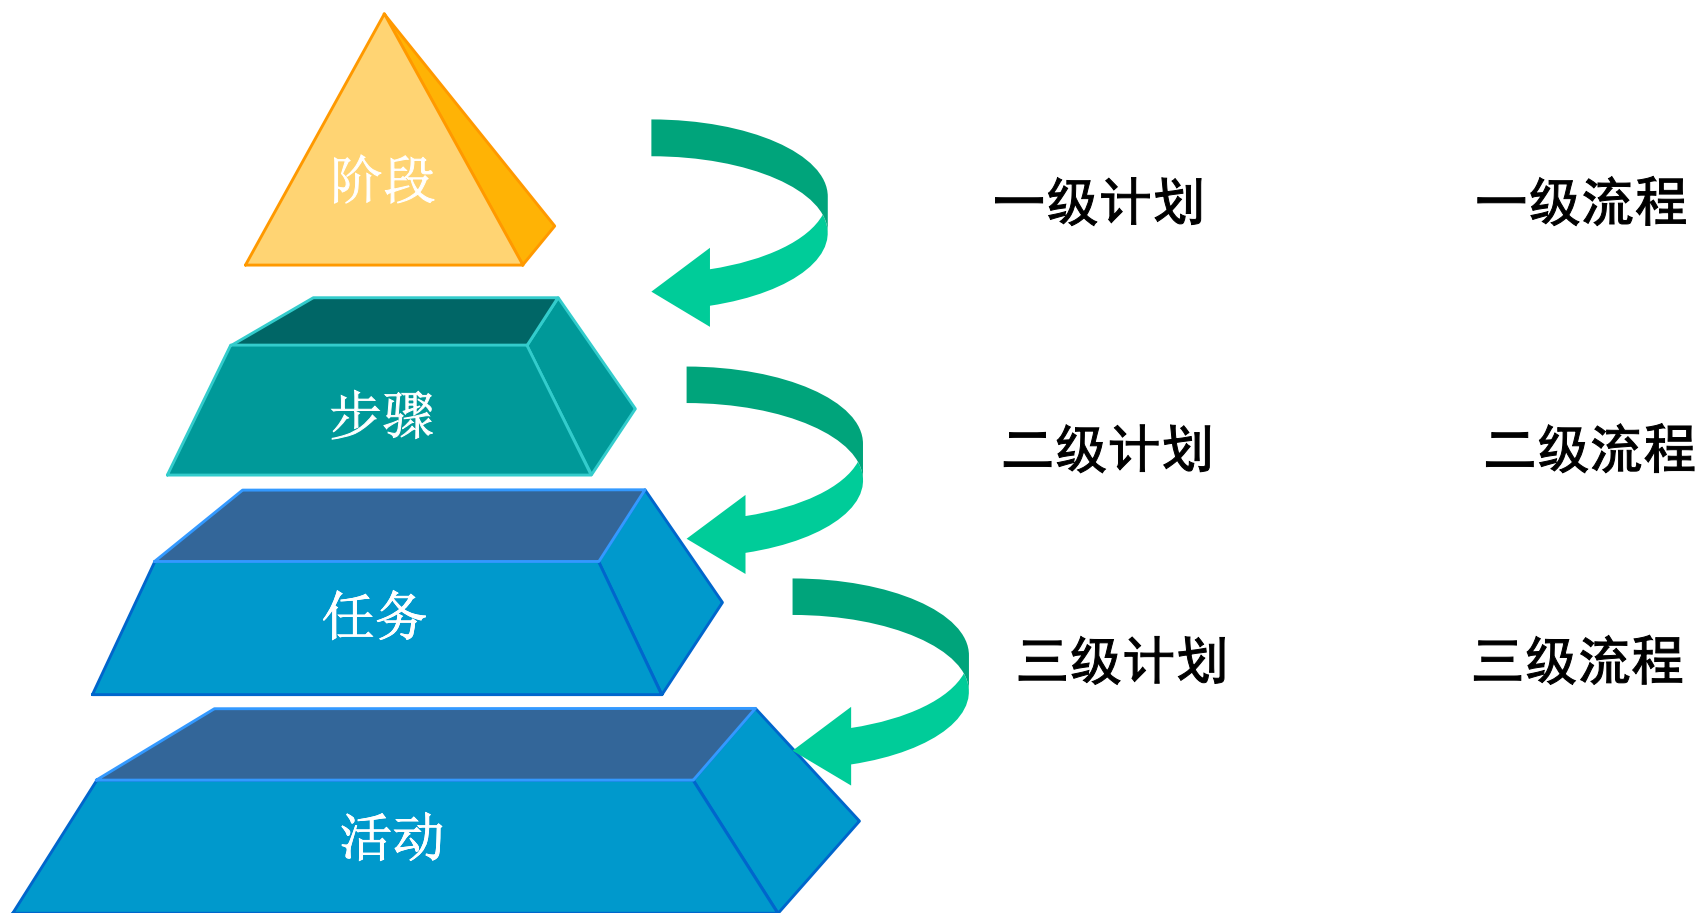 阶段
一级计划
一级流程
步骤
二级计划
二级流程
任务
三级计划
三级流程
活动